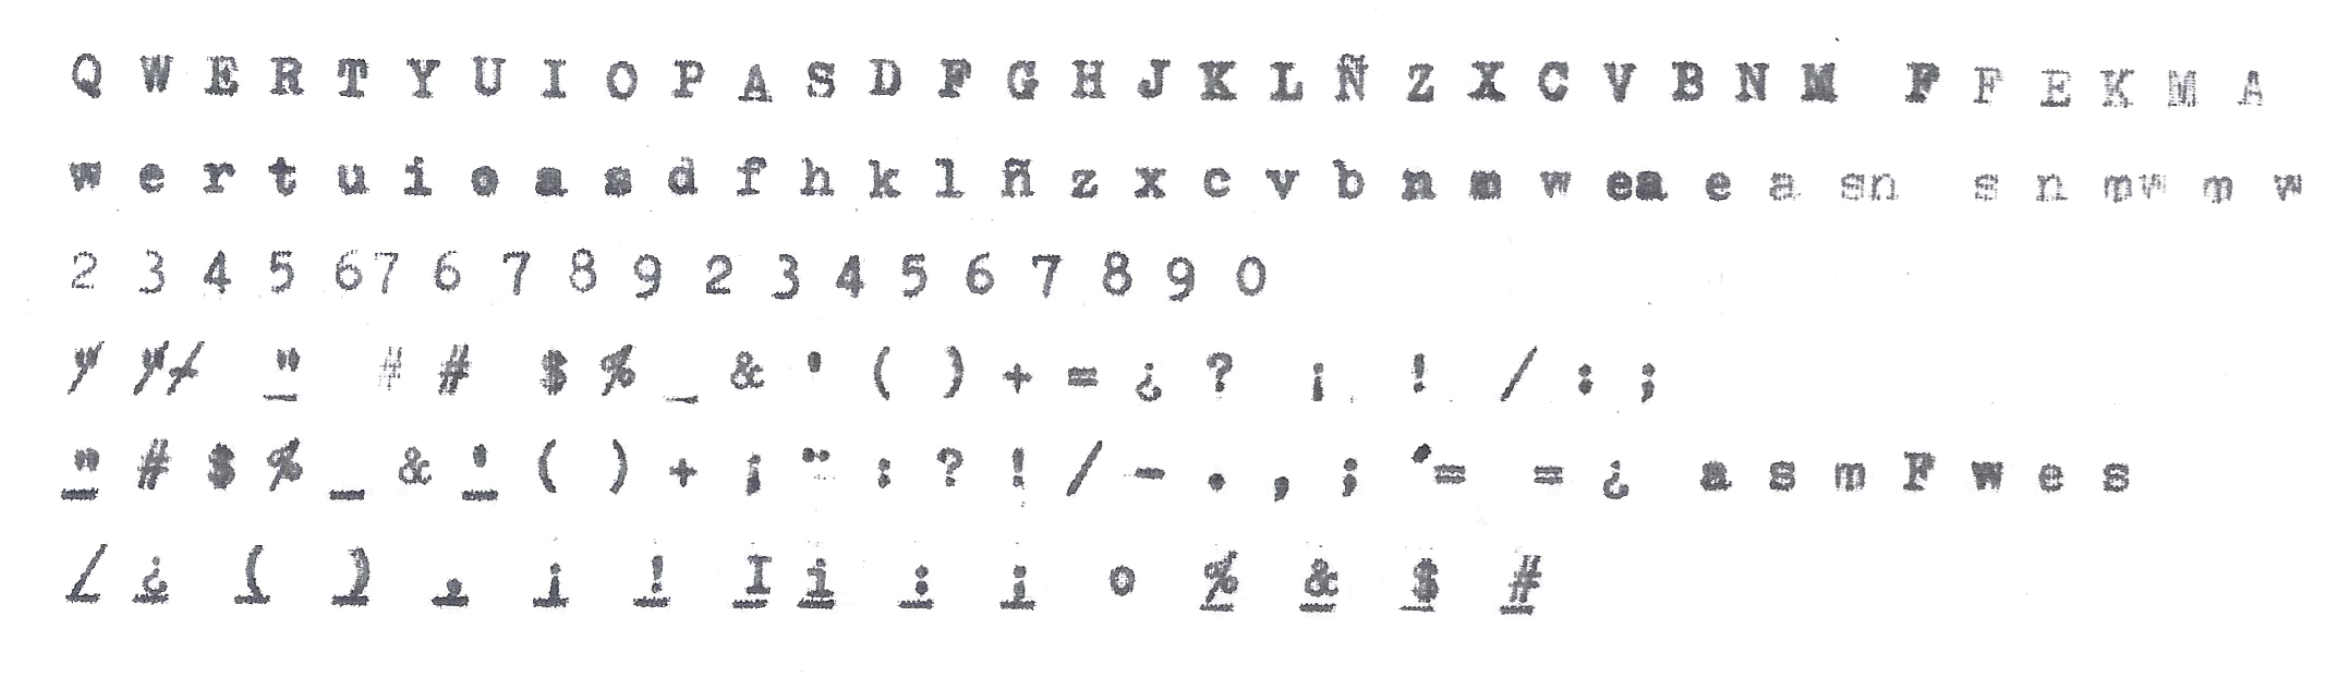 Q W E R T Y U I O P A S D F G H J K L Ñ Z X C V B N M F F E K M A
w e r t u i o a s d f h k l ñ z x c v b n m w ea e a sn s n mw m w
2 3 4 5 67 6 7 8 9 2 3 4 5 6 7 8 9 0
" # # $ % _ & ' ( ) + = ¿ ? ¡ ! / : ;
" # $ % _ & ' ( ) + ¡ ¨ : ? ! / - . , ; ´= = ¿ a s m F w e s
/ ¿ ( ) . ¡ ! I i : ¡ o % & $ #